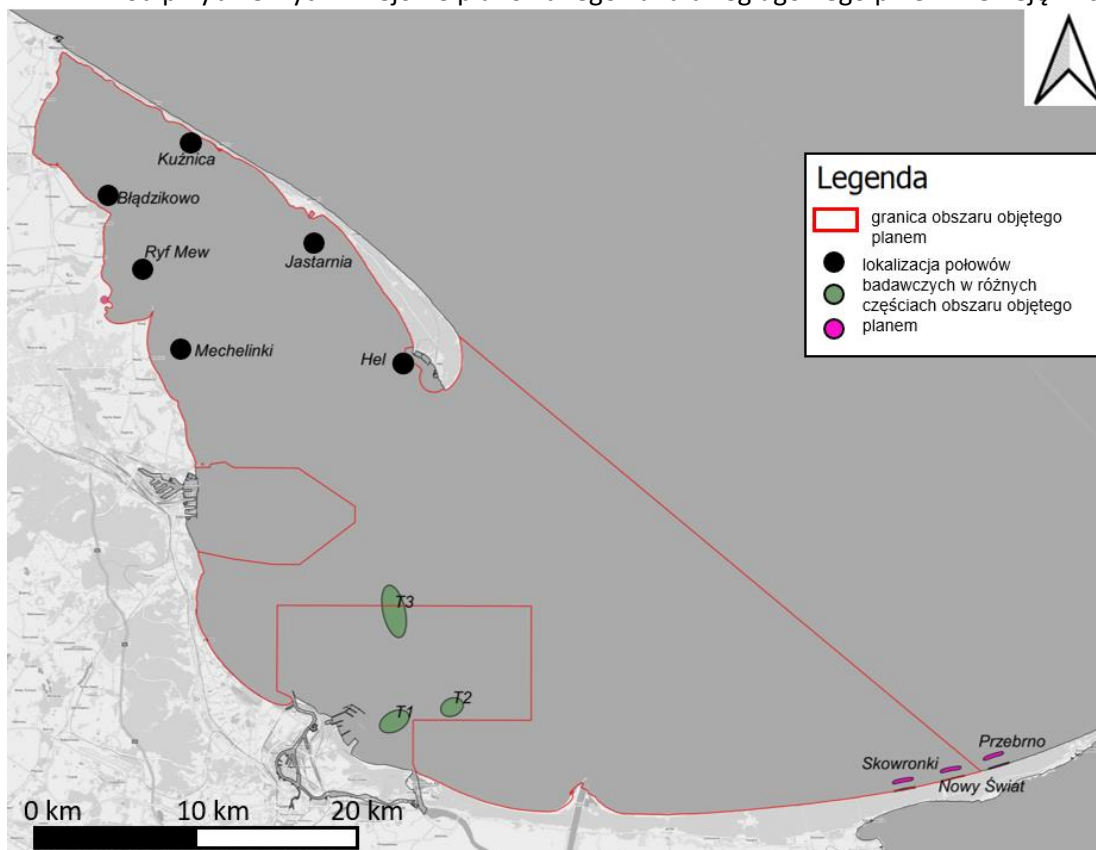 Kuźnica
Błądzikowo
Ryf Mew
Jastarnia
Mechelinki
Hel
Legenda
granica obszaru objętego
planem
lokalizacja połowów
badawczych w różnych
częściach obszaru objętego
planem
T3
T2
T1
Przebrno
Skowronki
Nowy Świat
0 km 10 km 20 km